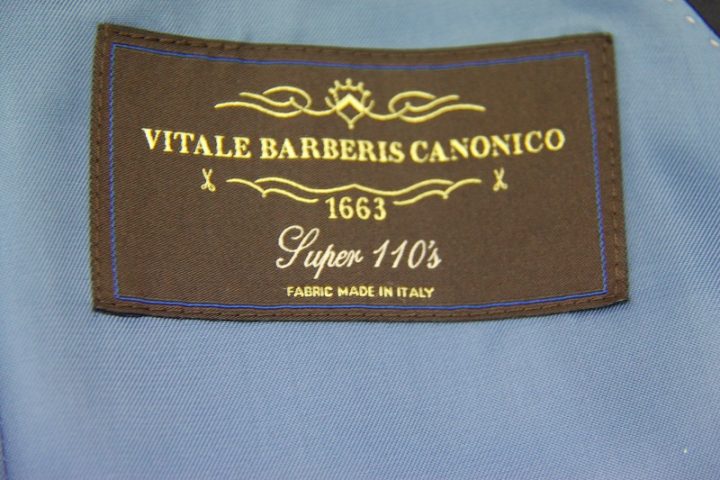 VITALE BARBERIS CANONICO
1663
Super 110's
FABRIC MADE IN ITALY